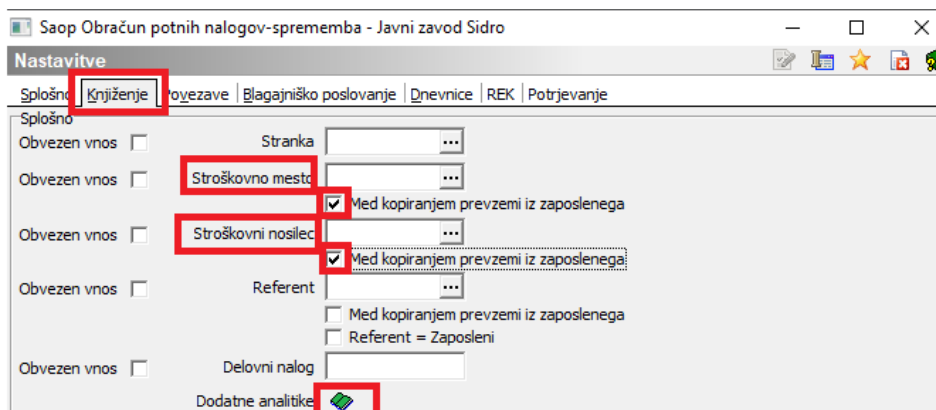 Saop Obračun potnih nalogov-sprememba - Javni zavod Sidro
Nastavitve
Splošno Knjiženje Povezave Blagajniško poslovanje Dnevnice REK Potrjevanje
Splošno
Obvezen vnos Stranka ...
Obvezen vnos Stroškovno mesto ...
Med kopiranjem prevzemi iz zaposlenega
Obvezen vnos Stroškovni nosilec ...
Med kopiranjem prevzemi iz zaposlenega
Obvezen vnos Referent ...
Med kopiranjem prevzemi iz zaposlenega
Referent = Zaposleni
Obvezen vnos Delovni nalog
Dodatne analitike